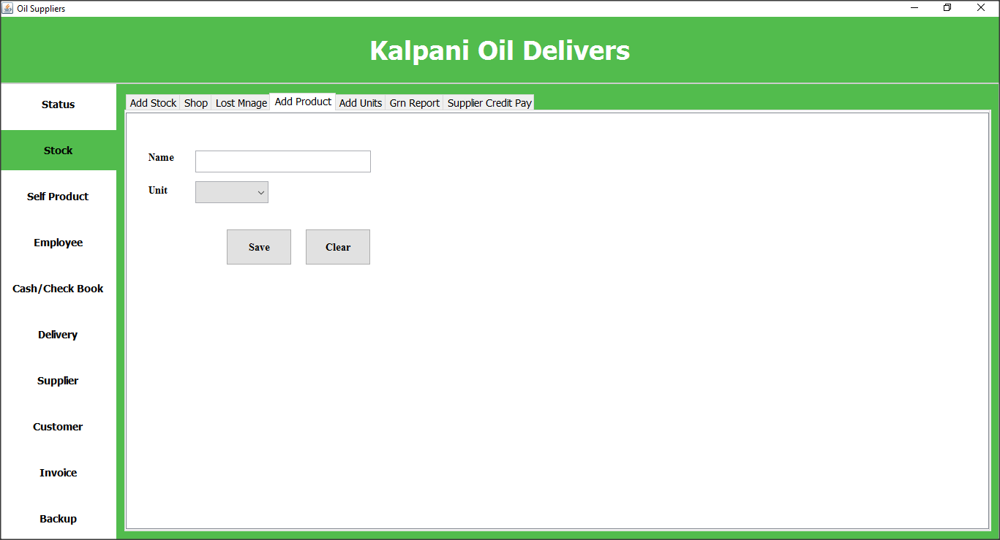 Oil Suppliers
Kalpani Oil Delivers
Status
Stock
Self Product
Employee
Cash/Check Book
Delivery
Supplier
Customer
Invoice
Backup
Add Stock Shop Lost Mnage Add Product Add Units Grn Report Supplier Credit Pay
Name
Unit
Save Clear